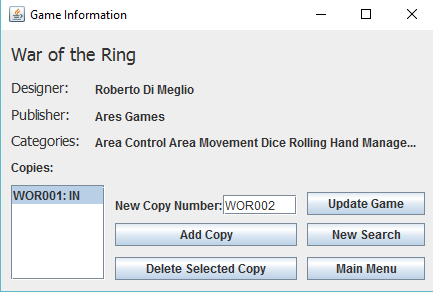 Game Information
War of the Ring
Designer: Roberto Di Meglio
Publisher: Ares Games
Categories: Area Control Area Movement Dice Rolling Hand Manage...
Copies:
WOR001: IN
New Copy Number: WOR002
Update Game
Add Copy
New Search
Delete Selected Copy
Main Menu